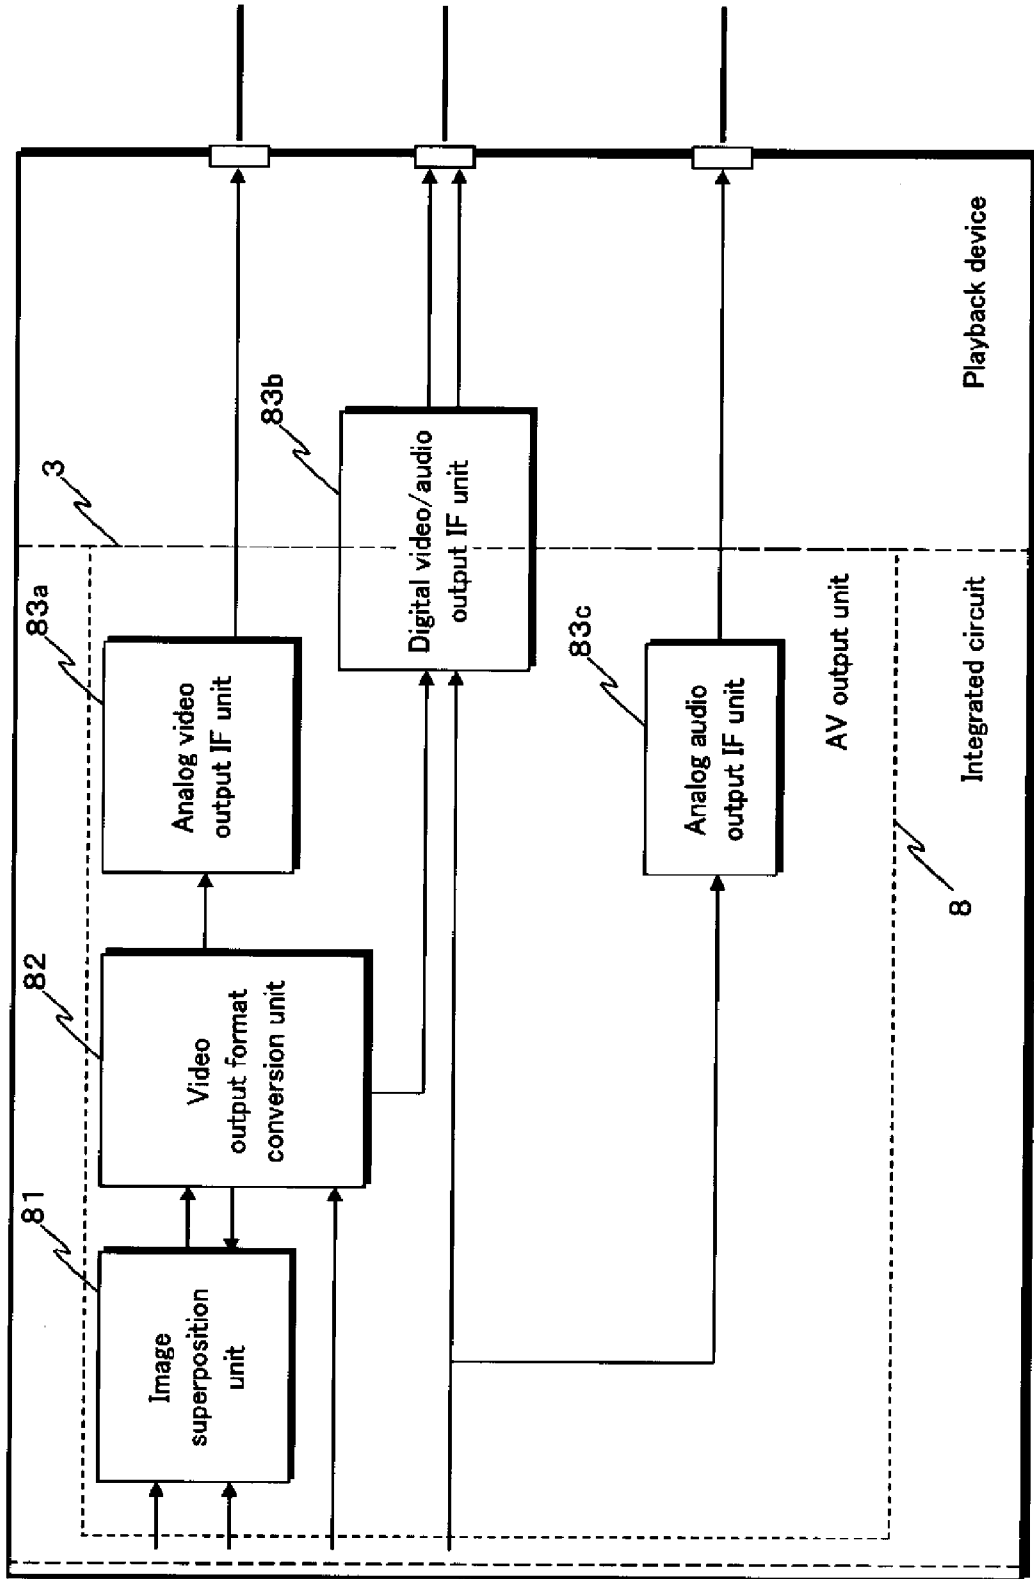 81
Image
superposition
unit
82
Video
output format
conversion unit
83a
Analog video
output IF unit
3
83b
Digital video/audio
output IF unit
83c
Analog audio
output IF unit
AV output unit
8
Integrated circuit
Playback device